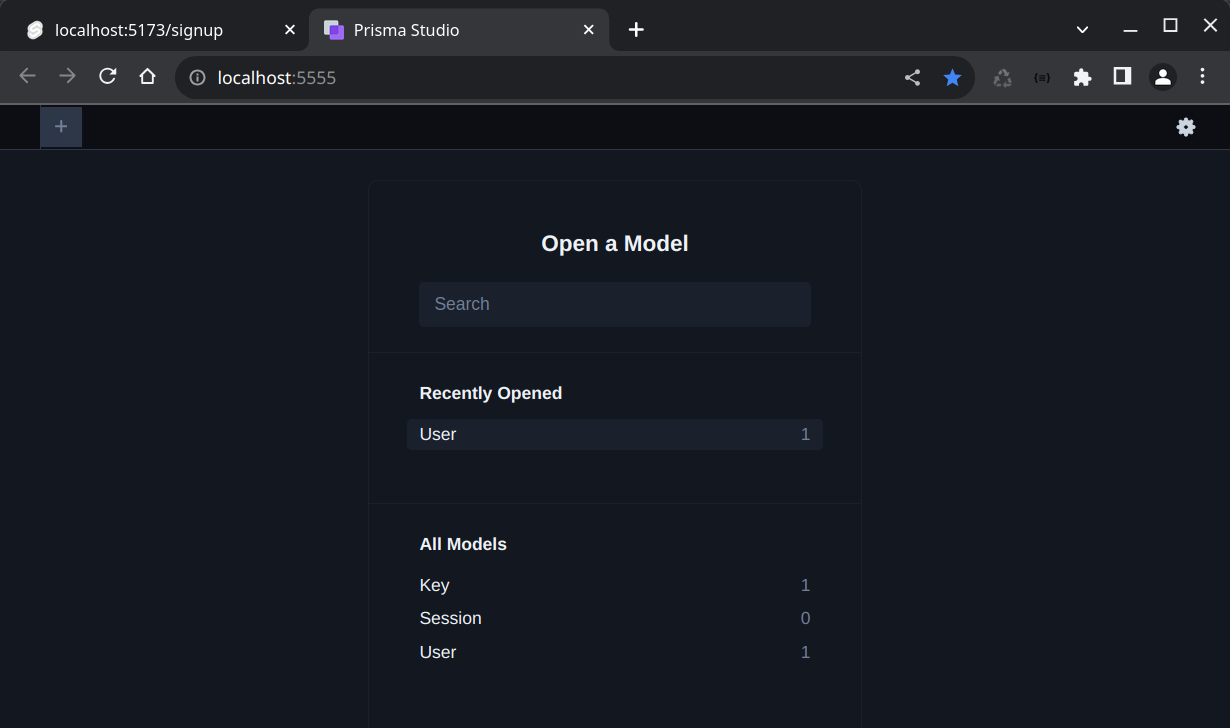 localhost:5173/signup
Prisma Studio
localhost:5555
Open a Model
Search
Recently Opened
User 1
All Models
Key 1
Session 0
User 1